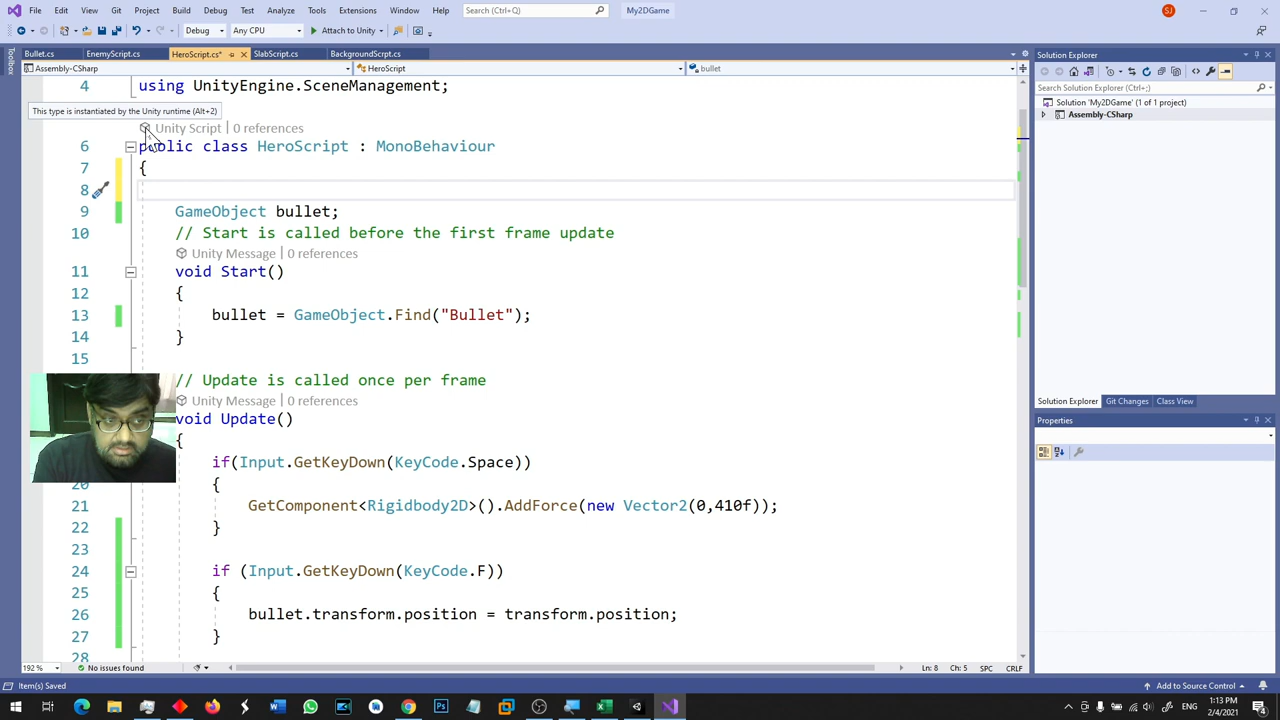 File Edit View Git Project Build Debug Test Analyze Tools Extensions Window Help Search (Ctrl+Q) My2DGame SJ
Debug Any CPU Attach to Unity
Toolbox
Bullet.cs EnemyScript.cs HeroScript.cs* SlabScript.cs BackgroundScrpt.cs
Assembly-CSharp HeroScript bullet
4 using UnityEngine.SceneManagement;
This type is instantiated by the Unity runtime (Alt+2)
Unity Script | 0 references
6 public class HeroScript : MonoBehaviour
7 {
8
9 GameObject bullet;
10 // Start is called before the first frame update
Unity Message | 0 references
11 void Start()
12 {
13 bullet = GameObject.Find("Bullet");
14 }
15
// Update is called once per frame
Unity Message | 0 references
void Update()
{
if(Input.GetKeyDown(KeyCode.Space))
20 {
21 GetComponent<Rigidbody2D>().AddForce(new Vector2(0,410f));
22 }
23
24 if (Input.GetKeyDown(KeyCode.F))
25 {
26 bullet.transform.position = transform.position;
27 }
28
192 % No issues found Ln: 8 Ch: 5 SPC CRLF
Solution Explorer
Search Solution Explorer (Ctrl+;)
Solution 'My2DGame' (1 of 1 project)
Assembly-CSharp
Solution Explorer Git Changes Class View
Properties
Item(s) Saved Add to Source Control
1:13 PM
2/4/2021